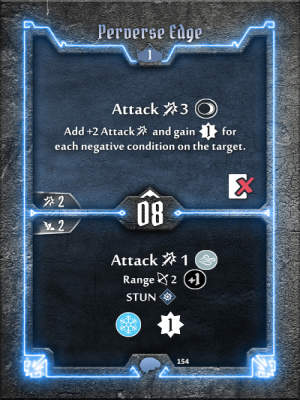 Perverse Edge
1
Attack 3
Add +2 Attack and gain 1 for
each negative condition on the target.
2
08
2
Attack 1
Range 2 +1
STUN
1
154